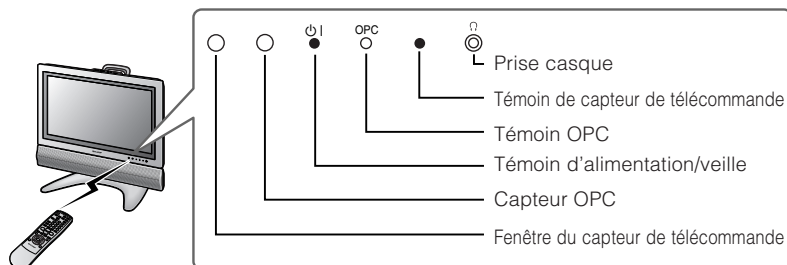 OPC
Prise casque
Témoin de capteur de télécommande
Témoin OPC
Témoin d'alimentation/veille
Capteur OPC
Fenêtre du capteur de télécommande